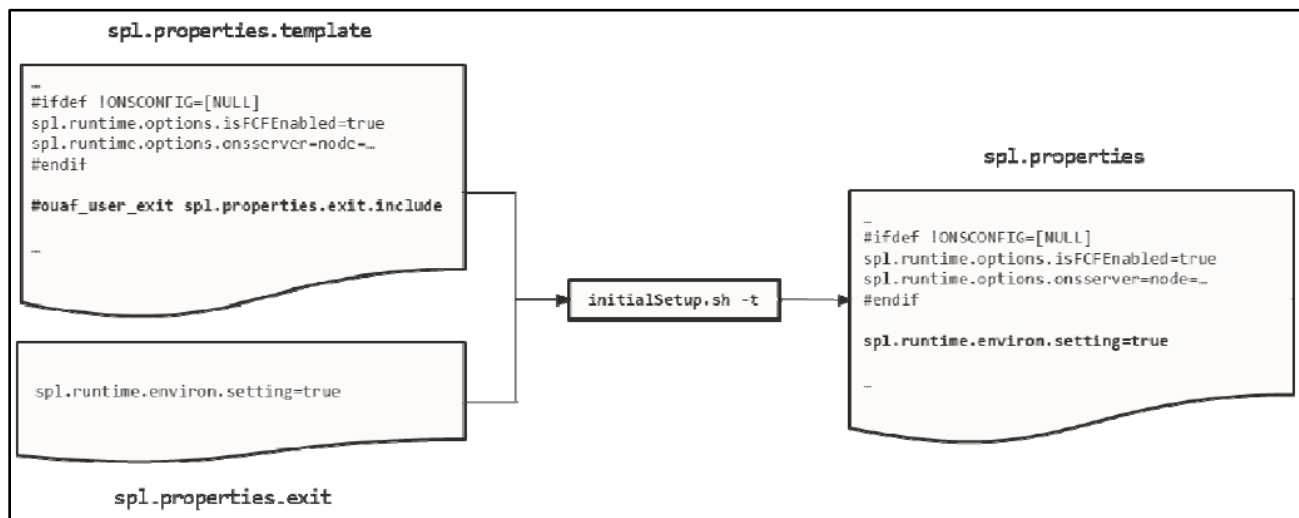 spl.properties.template
…
#ifdef !ONSCONFIG=[NULL]
spl.runtime.options.isFCFEnabled=true
spl.runtime.options.onsserver=node=…
#endif
#ouaf_user_exit spl.properties.exit.include
…
spl.runtime.environ.setting=true
spl.properties.exit
initialSetup.sh -t
spl.properties
…
#ifdef !ONSCONFIG=[NULL]
spl.runtime.options.isFCFEnabled=true
spl.runtime.options.onsserver=node=…
#endif
spl.runtime.environ.setting=true
…